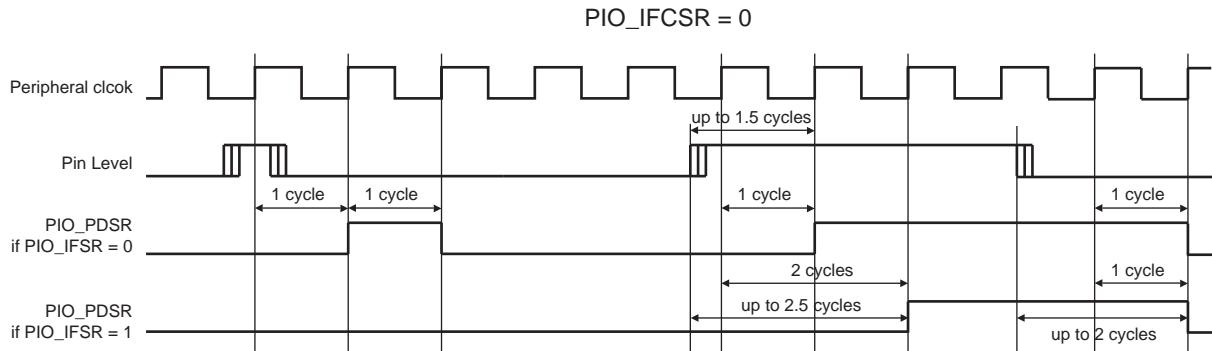 PIO_IFCSR = 0
Peripheral clcok
up to 1.5 cycles
Pin Level
1 cycle
1 cycle
1 cycle
1 cycle
PIO_PDSR
if PIO_IFSR = 0
2 cycles
1 cycle
PIO_PDSR
if PIO_IFSR = 1
up to 2.5 cycles
up to 2 cycles